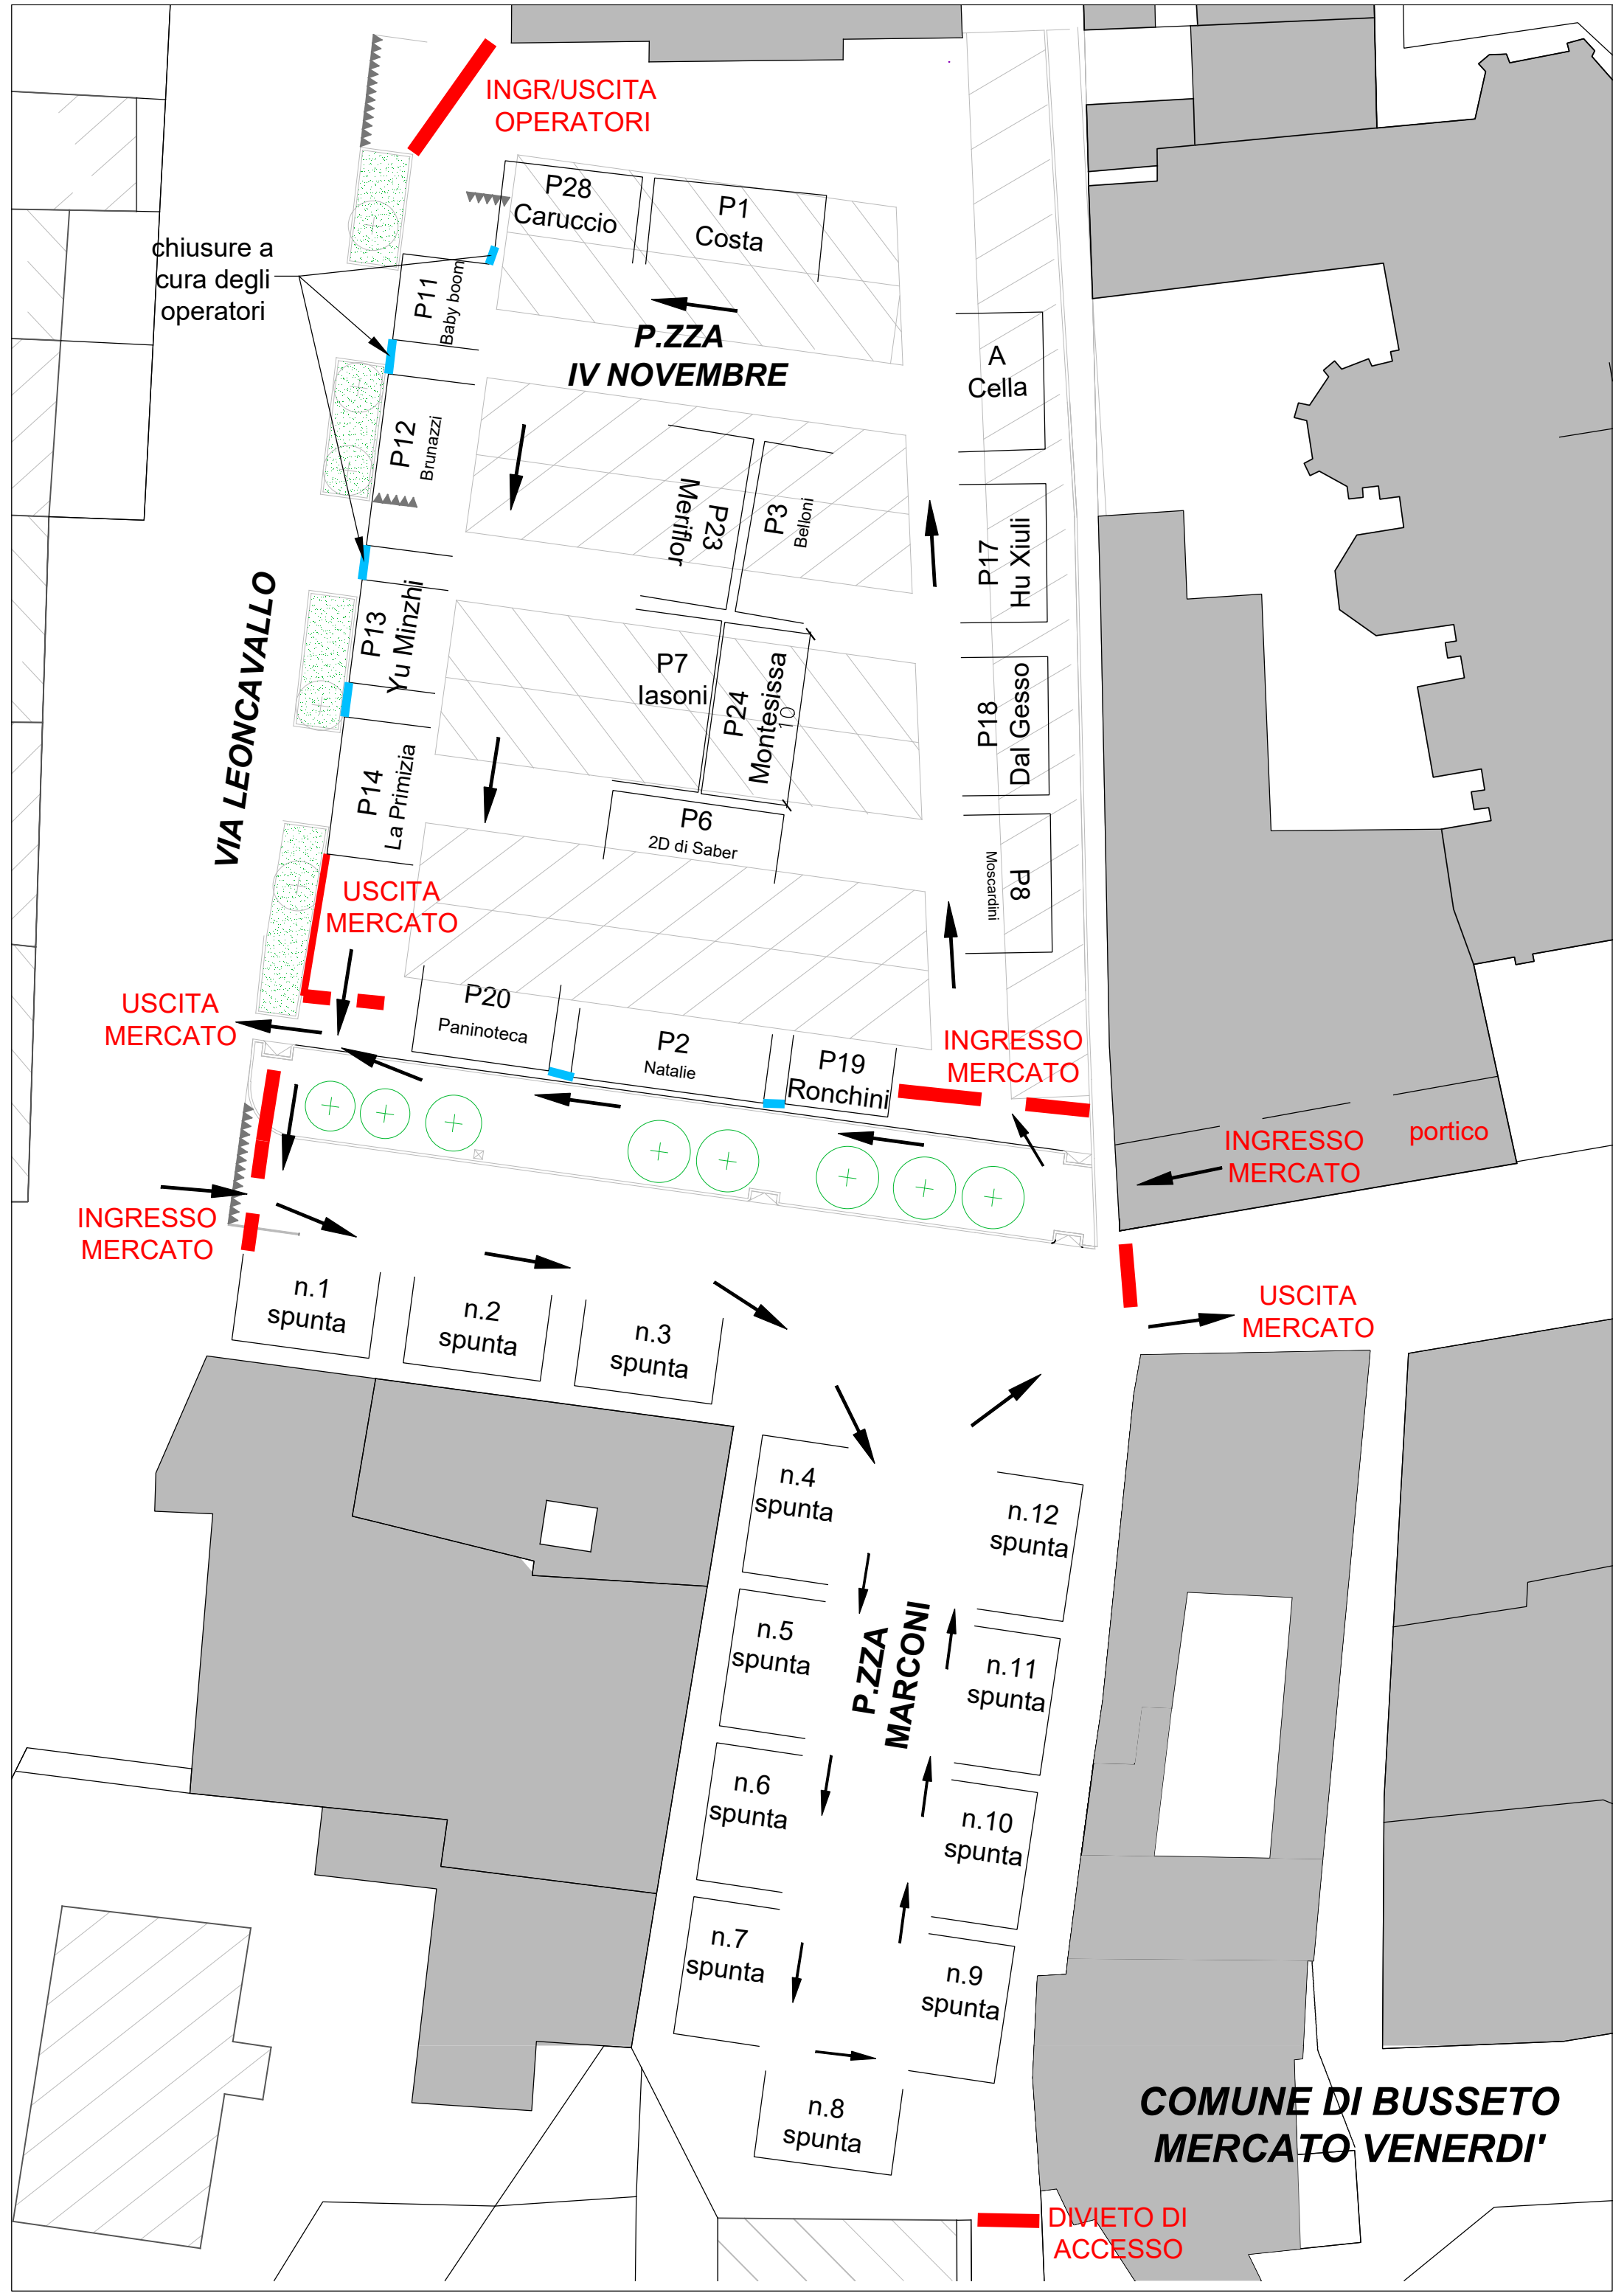 INGR/USCITA
OPERATORI
P28
Caruccio
P1
Costa
chiusure a
cura degli
operatori
P11
Baby boom
P.ZZA
IV NOVEMBRE
A
Cella
P12
Brunazzi
P23
Meriflor
P3
Belloni
P17
Hu Xiuli
VIA LEONCAVALLO
P13
Yu Minzhi
P7
Iasoni
P24
Montesissa
10
P18
Dal Gesso
P14
La Primizia
P6
2D di Saber
P8
Moscardini
USCITA
MERCATO
USCITA
MERCATO
P20
Paninoteca
P2
Natalie
P19
Ronchini
INGRESSO
MERCATO
INGRESSO
MERCATO
portico
INGRESSO
MERCATO
n.1
spunta
n.2
spunta
n.3
spunta
USCITA
MERCATO
n.4
spunta
n.12
spunta
n.5
spunta
P.ZZA
MARCONI
n.11
spunta
n.6
spunta
n.10
spunta
n.7
spunta
n.9
spunta
n.8
spunta
COMUNE DI BUSSETO
MERCATO VENERDI'
DIVIETO DI
ACCESSO